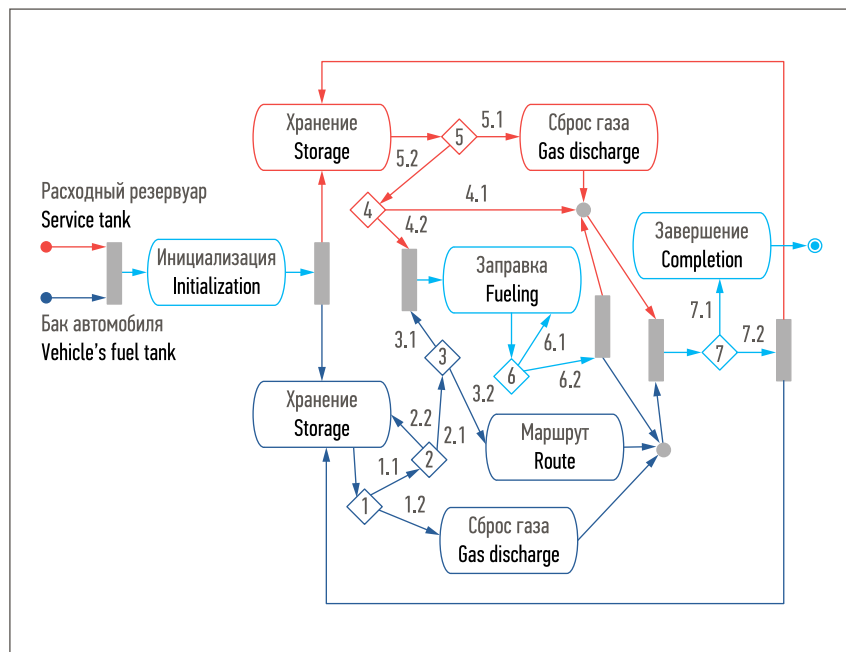 Хранение
Storage
5
5.1
Сброс газа
Gas discharge
5.2
4
4.1
4.2
Расходный резервуар
Service tank
Инициализация
Initialization
Бак автомобиля
Vehicle's fuel tank
Заправка
Fueling
Завершение
Completion
3.1
3
6
6.1
6.2
7.1
7
7.2
3.2
Хранение
Storage
2.2
2
2.1
Маршрут
Route
1.1
1
1.2
Сброс газа
Gas discharge